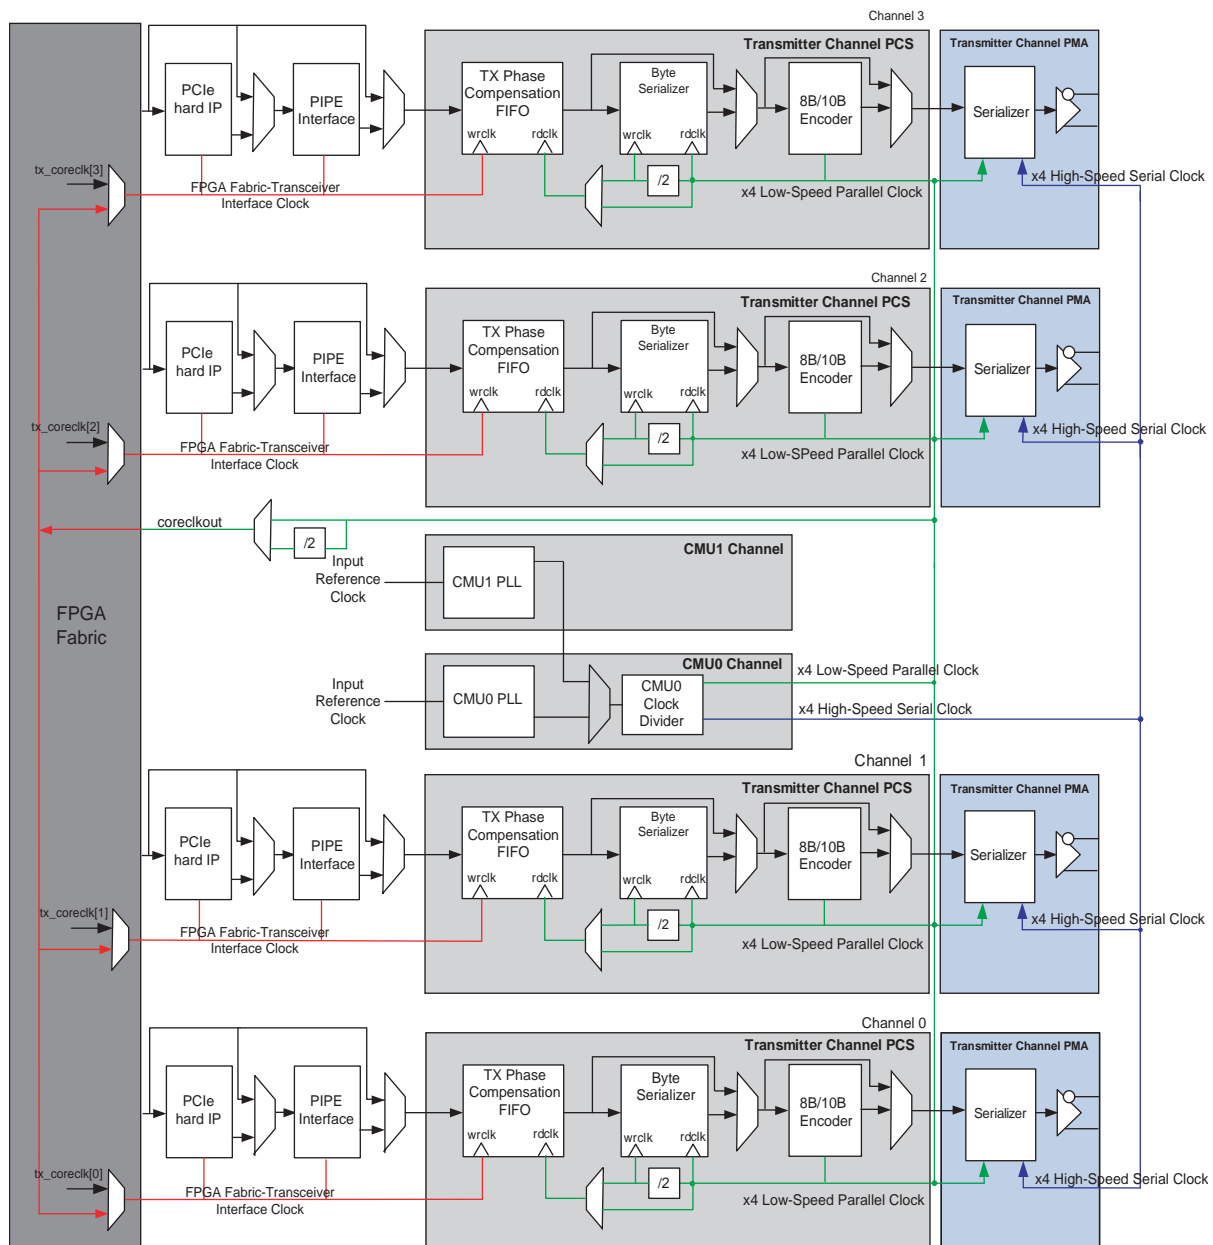 Channel 3
Transmitter Channel PCS
Transmitter Channel PMA
PCIe
hard IP
PIPE
Interface
TX Phase
Compensation
FIFO
wrclk
rdclk
Byte
Serializer
wrclk
rdclk
/2
8B/10B
Encoder
Serializer
tx_coreclk[3]
FPGA Fabric-Transceiver
Interface Clock
x4 Low-Speed Parallel Clock
x4 High-Speed Serial Clock
Channel 2
Transmitter Channel PCS
Transmitter Channel PMA
PCIe
hard IP
PIPE
Interface
TX Phase
Compensation
FIFO
wrclk
rdclk
Byte
Serializer
wrclk
rdclk
/2
8B/10B
Encoder
Serializer
tx_coreclk[2]
FPGA Fabric-Transceiver
Interface Clock
x4 Low-SPeed Parallel Clock
x4 High-Speed Serial Clock
coreclkout
/2
FPGA
Fabric
Input
Reference
Clock
CMU1 PLL
CMU1 Channel
Input
Reference
Clock
CMU0 PLL
CMU0 Channel
CMU0
Clock
Divider
x4 Low-Speed Parallel Clock
x4 High-Speed Serial Clock
Channel 1
Transmitter Channel PCS
Transmitter Channel PMA
PCIe
hard IP
PIPE
Interface
TX Phase
Compensation
FIFO
wrclk
rdclk
Byte
Serializer
wrclk
rdclk
/2
8B/10B
Encoder
Serializer
tx_coreclk[1]
FPGA Fabric-Transceiver
Interface Clock
x4 Low-Speed Parallel Clock
x4 High-Speed Serial Clock
Channel 0
Transmitter Channel PCS
Transmitter Channel PMA
PCIe
hard IP
PIPE
Interface
TX Phase
Compensation
FIFO
wrclk
rdclk
Byte
Serializer
wrclk
rdclk
/2
8B/10B
Encoder
Serializer
tx_coreclk[0]
FPGA Fabric-Transceiver
Interface Clock
x4 Low-Speed Parallel Clock
x4 High-Speed Serial Clock